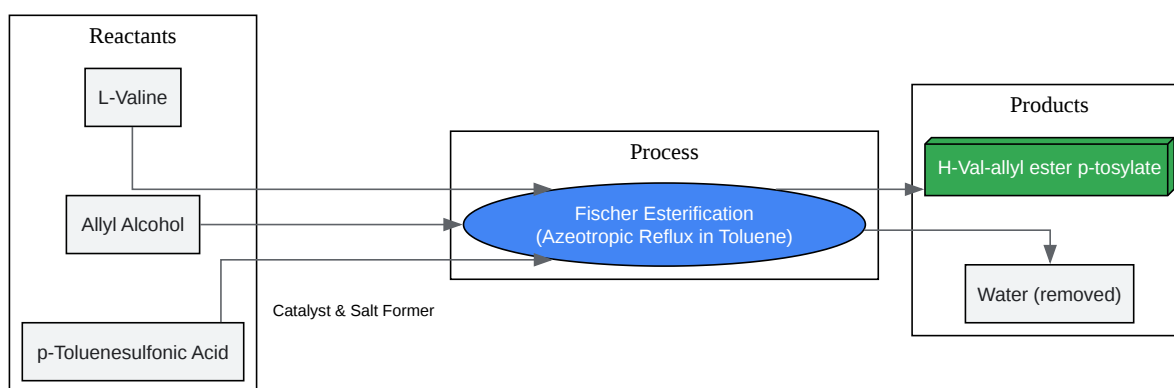 Reactants
L-Valine
Allyl Alcohol
p-Toluenesulfonic Acid
Catalyst & Salt Former
Process
Fischer Esterification
(Azeotropic Reflux in Toluene)
Products
H-Val-allyl ester p-tosylate
Water (removed)